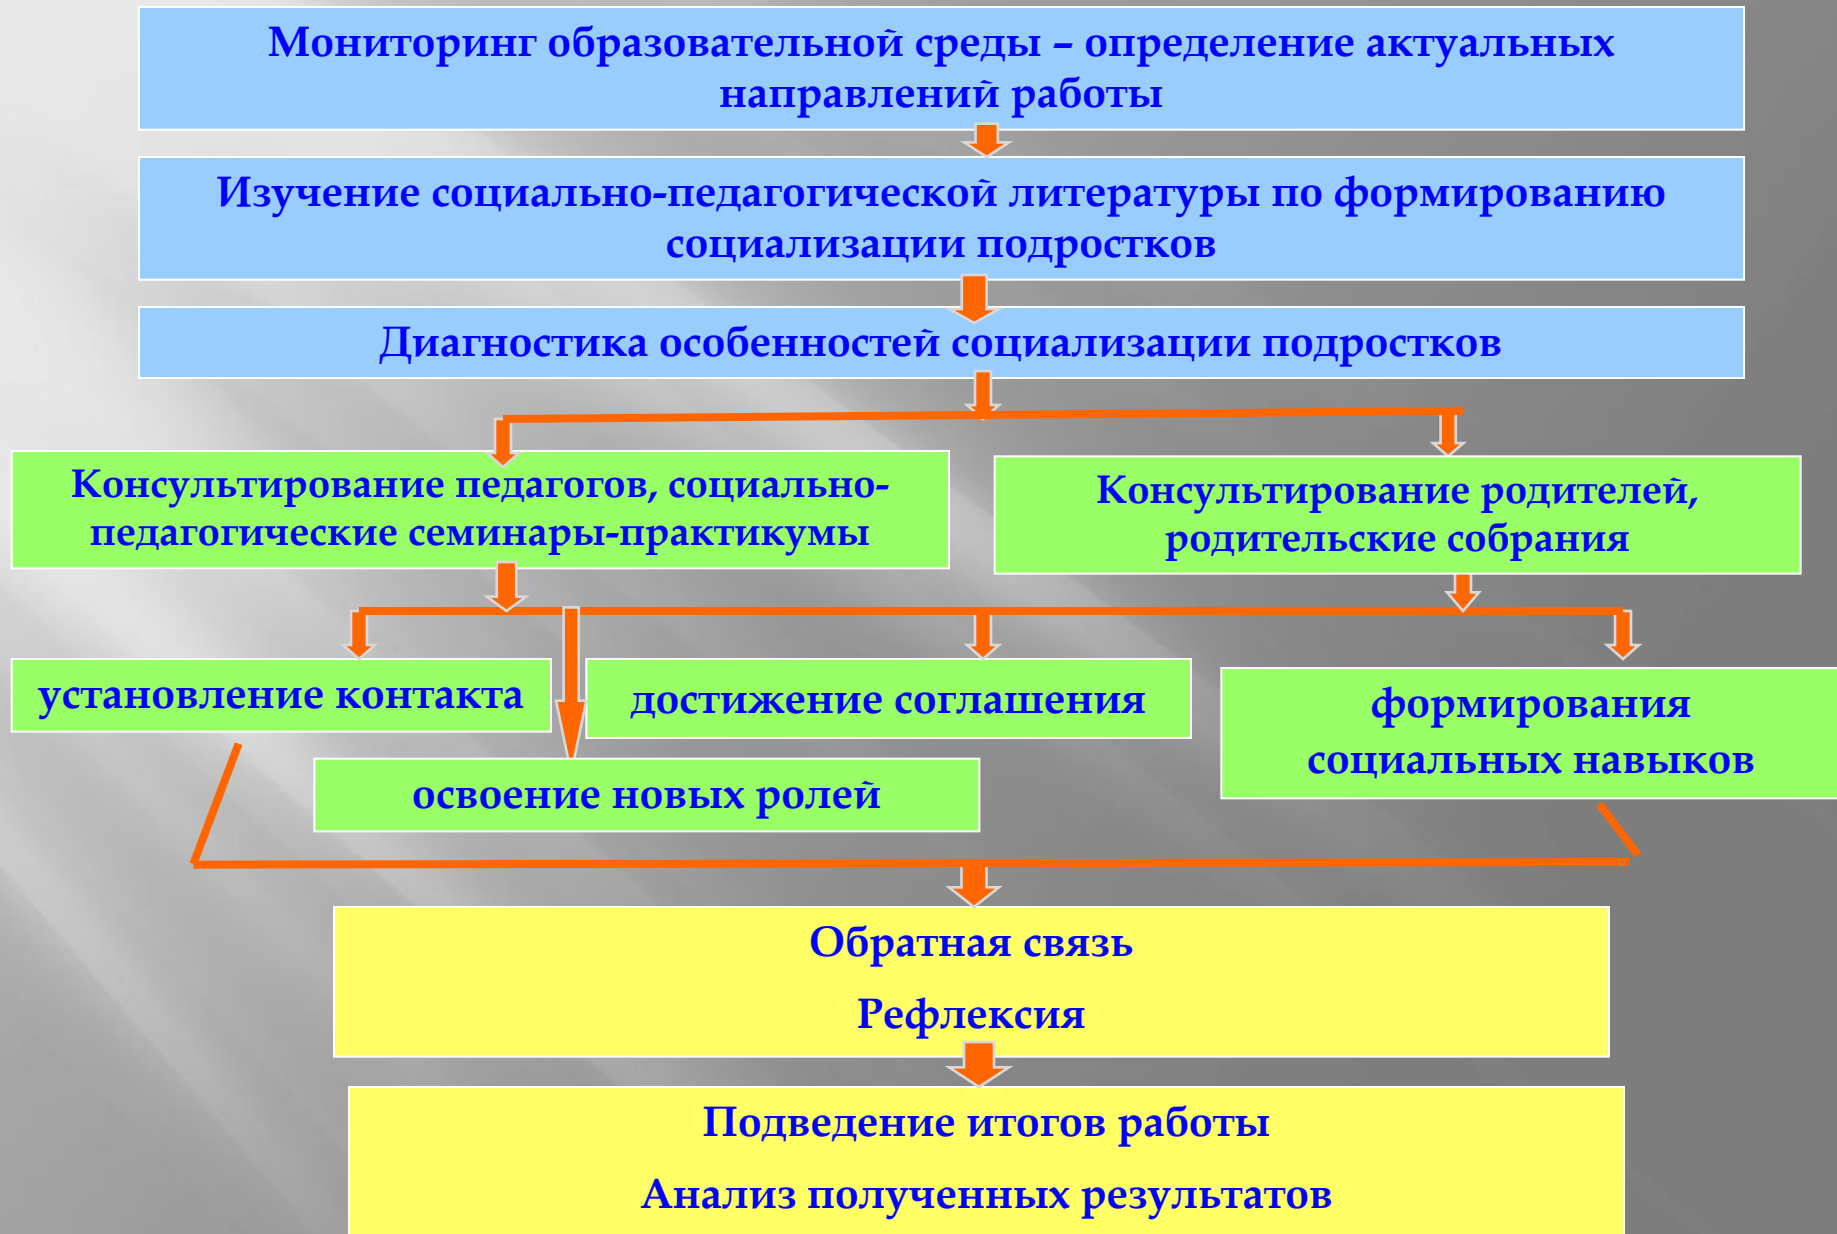 Мониторинг образовательной среды – определение актуальных
направлений работы
Изучение социально-педагогической литературы по формированию
социализации подростков
Диагностика особенностей социализации подростков
Консультирование педагогов, социально-
педагогические семинары-практикумы
Консультирование родителей,
родительские собрания
установление контакта
достижение соглашения
формирования
социальных навыков
освоение новых ролей
Обратная связь
Рефлексия
Подведение итогов работы
Анализ полученных результатов